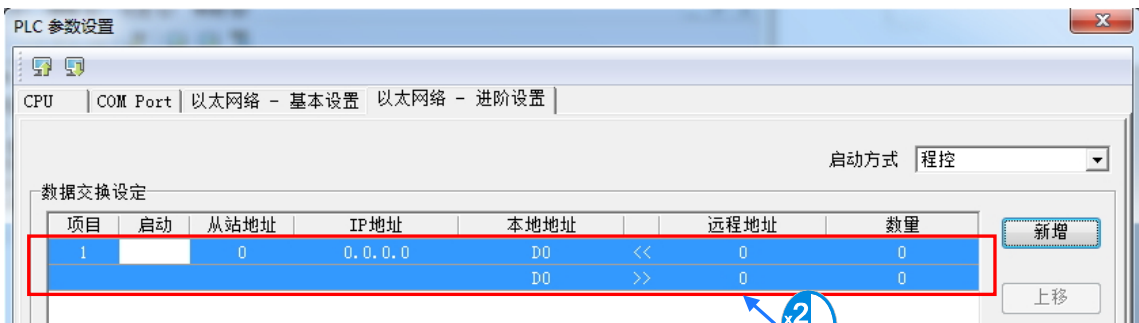 PLC 参数设置
CPU COM Port 以太网络 - 基本设置 以太网络 - 进阶设置
启动方式 程控
数据交换设定
项目 启动 从站地址 IP地址 本地地址 远程地址 数量
新增
1 0 0.0.0.0 D0 << 0 0
D0 >> 0 0
上移
x2